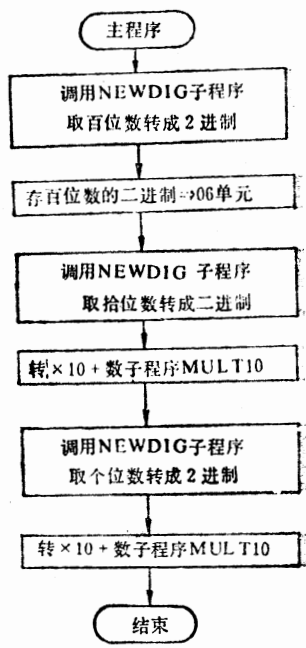 主程序
调用NEWDIG子程序
取百位数转成2进制
存百位数的二进制→06单元
调用NEWDIG 子程序
取拾位数转成二进制
转×10+数子程序MULT10
调用NEWDIG子程序
取个位数转成2进制
转×10+数子程序MULT10
结束